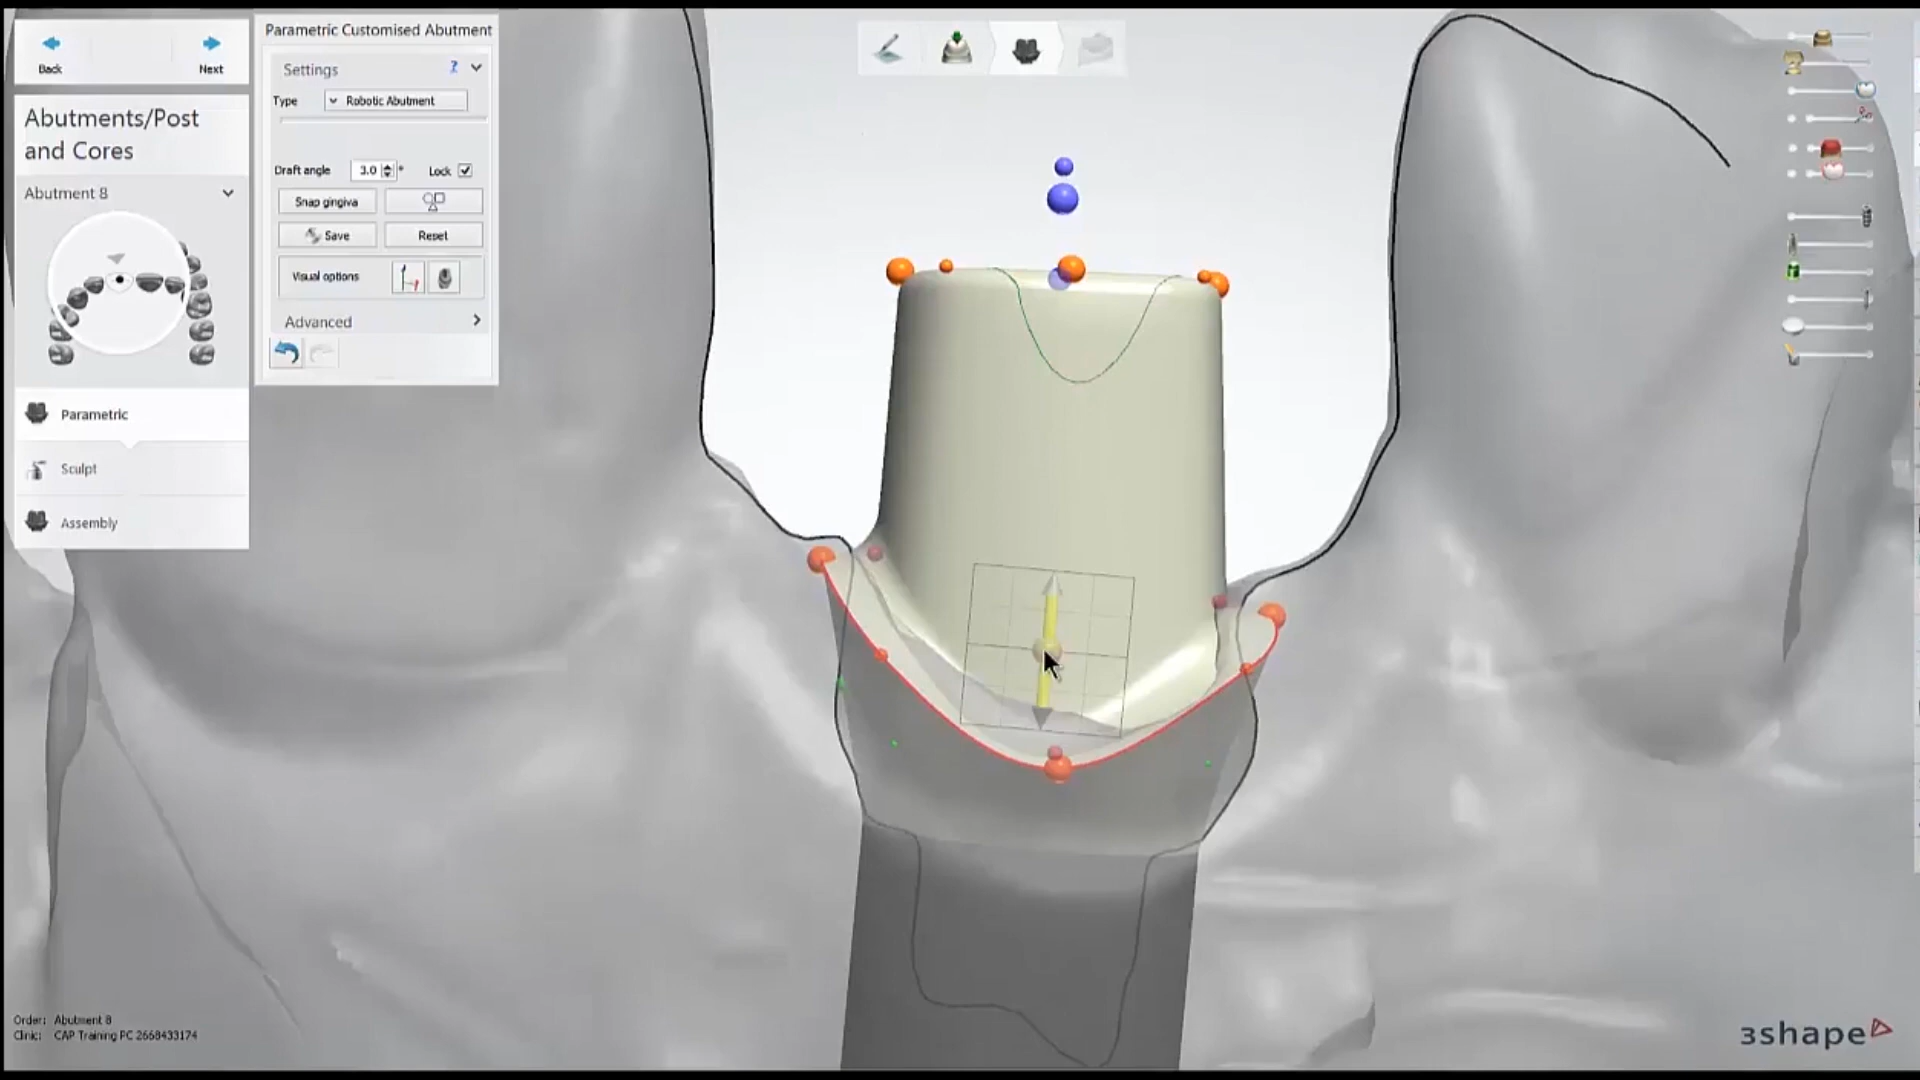 Back
Next
Abutments/Post
and Cores
Abutment 8
Parametric
Sculpt
Assembly
Parametric Customised Abutment
Settings
?
Type
Robotic Abutment
Draft angle
3.0
°
Lock
Snap gingiva
Save
Reset
Visual options
Advanced
Order: Abutment 8
Clinic: CAP Training PC 2668433174
3shape